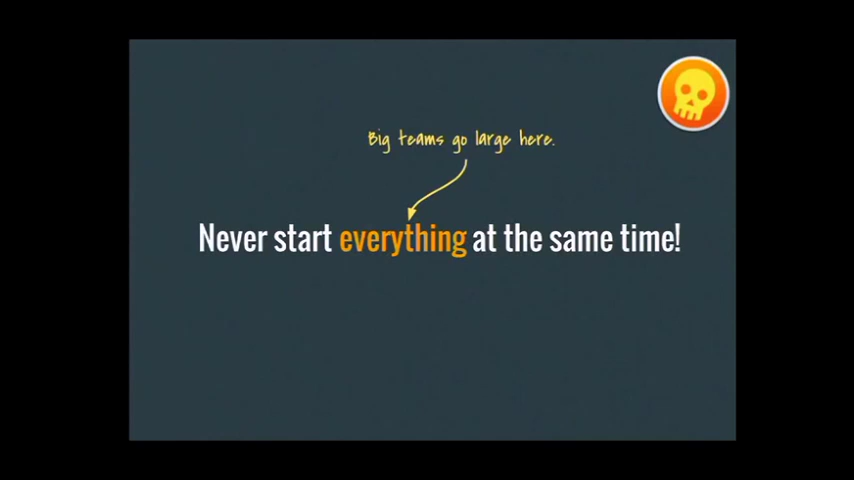 Big teams go large here.
Never start everything at the same time!